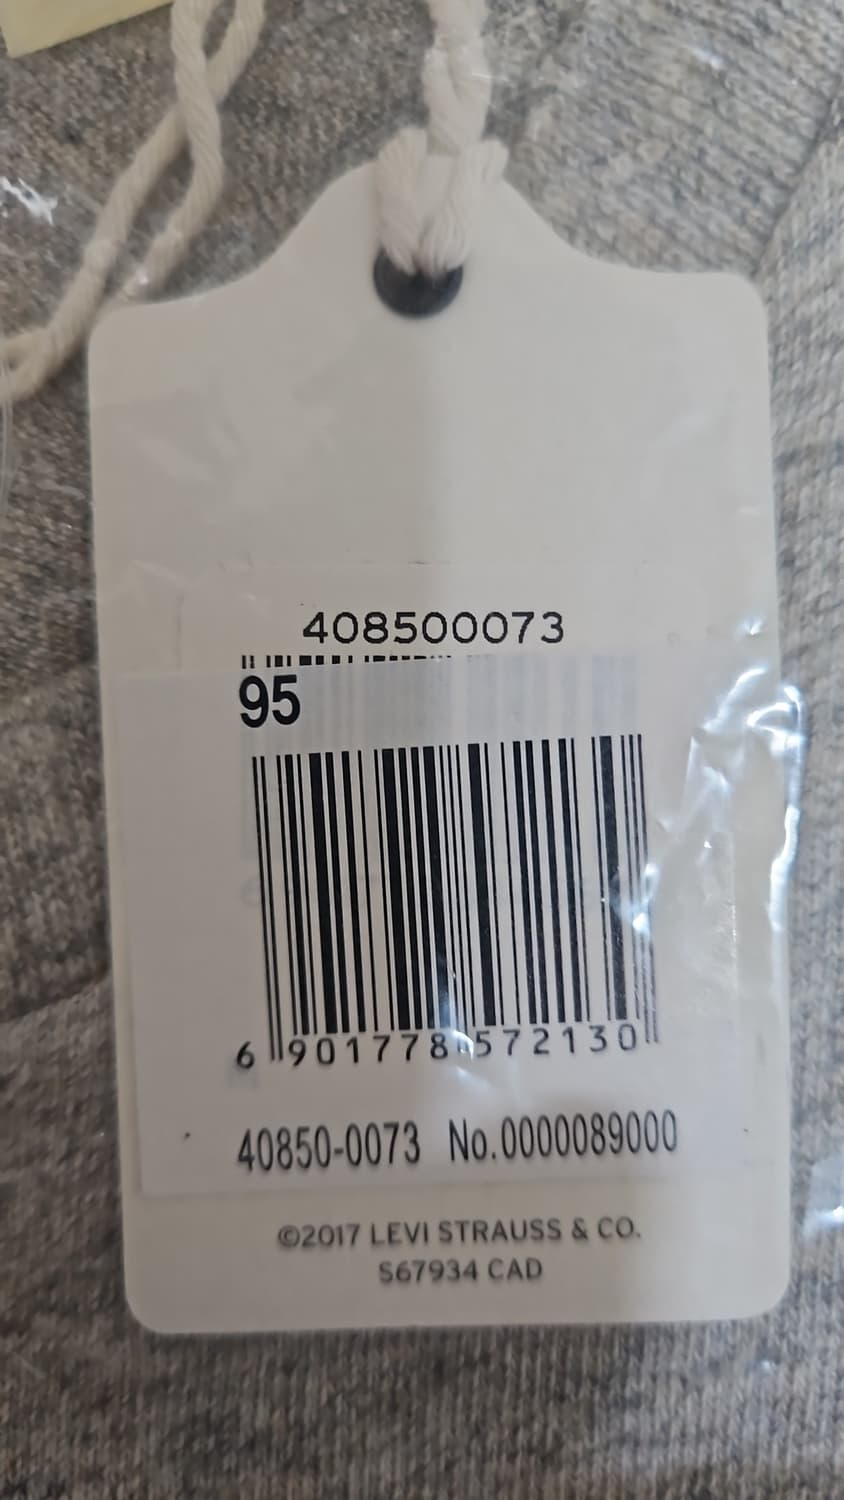 408500073
95
6 901778 572130
40850-0073 No.0000089000
©2017 LEVI STRAUSS & CO.
S67934 CAD